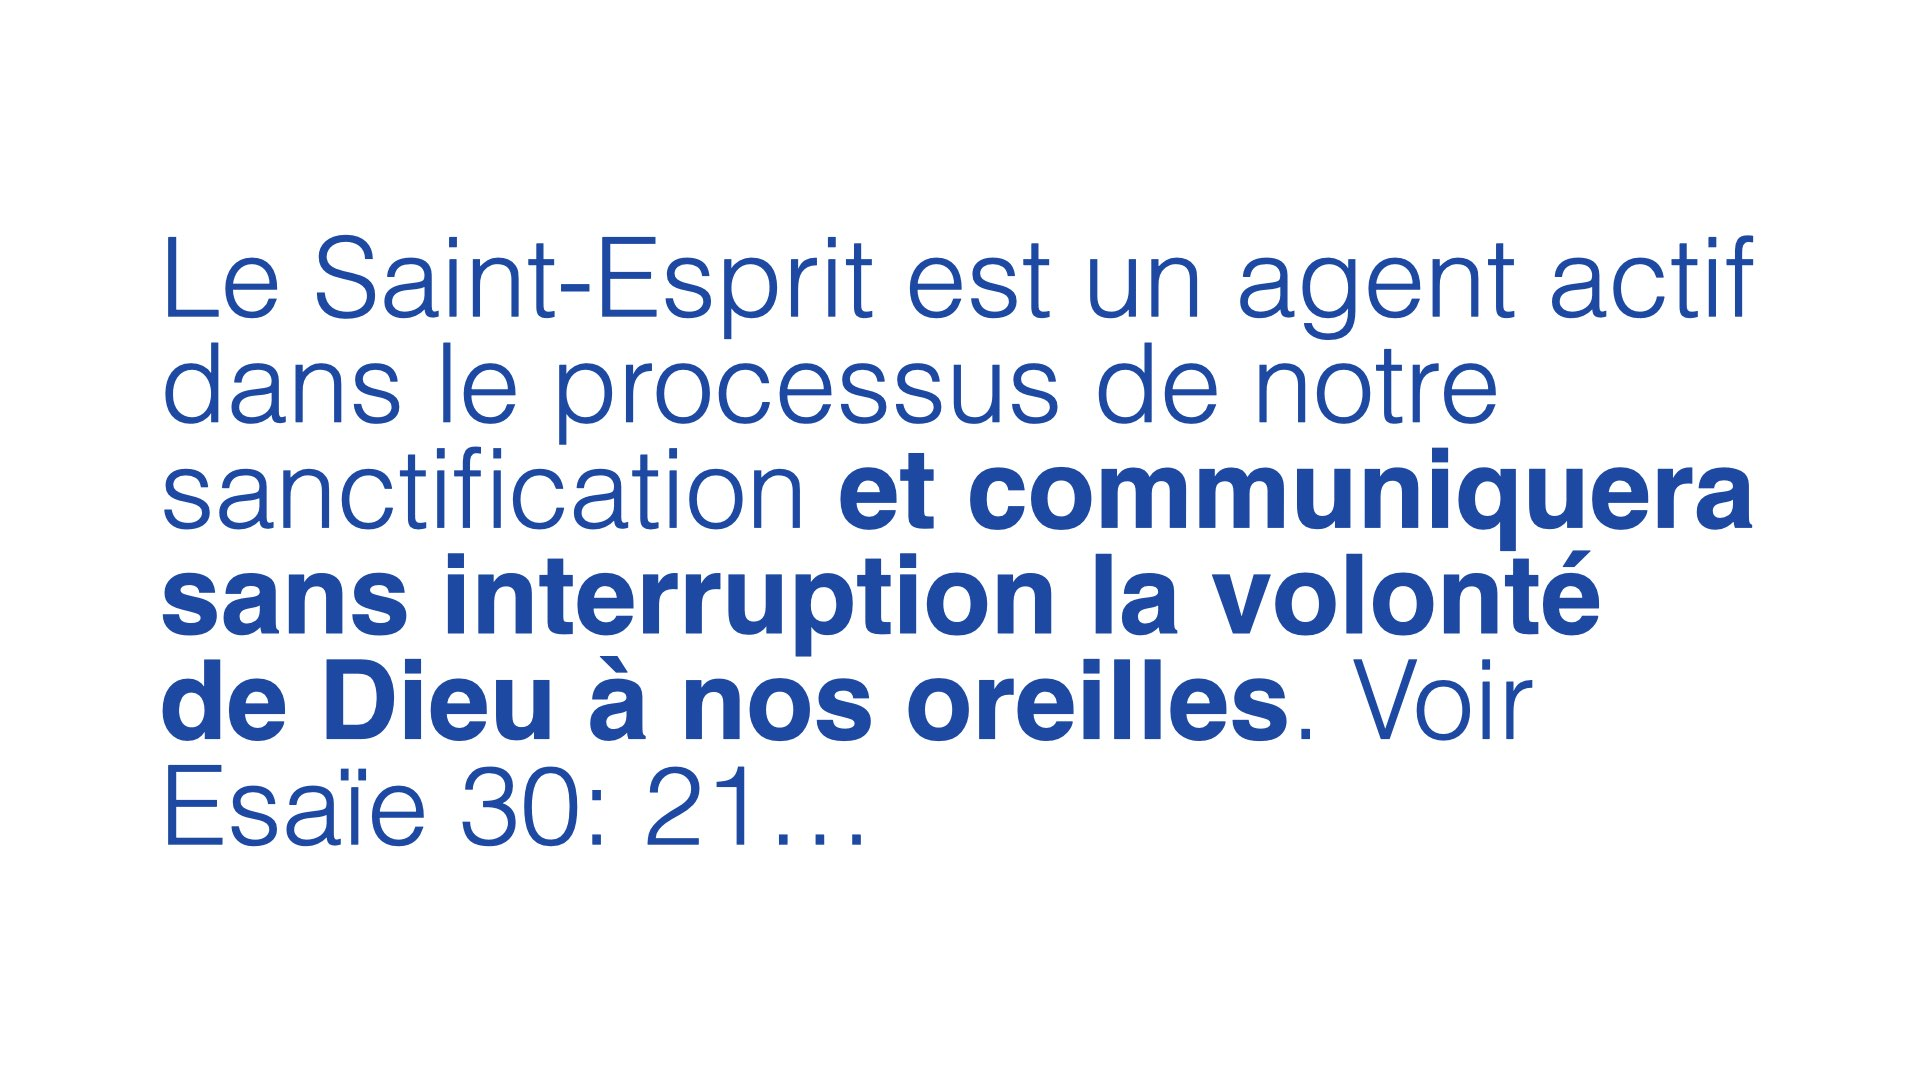 Le Saint-Esprit est un agent actif
dans le processus de notre
sanctification et communiquera
sans interruption la volonté
de Dieu à nos oreilles. Voir
Esaïe 30: 21…